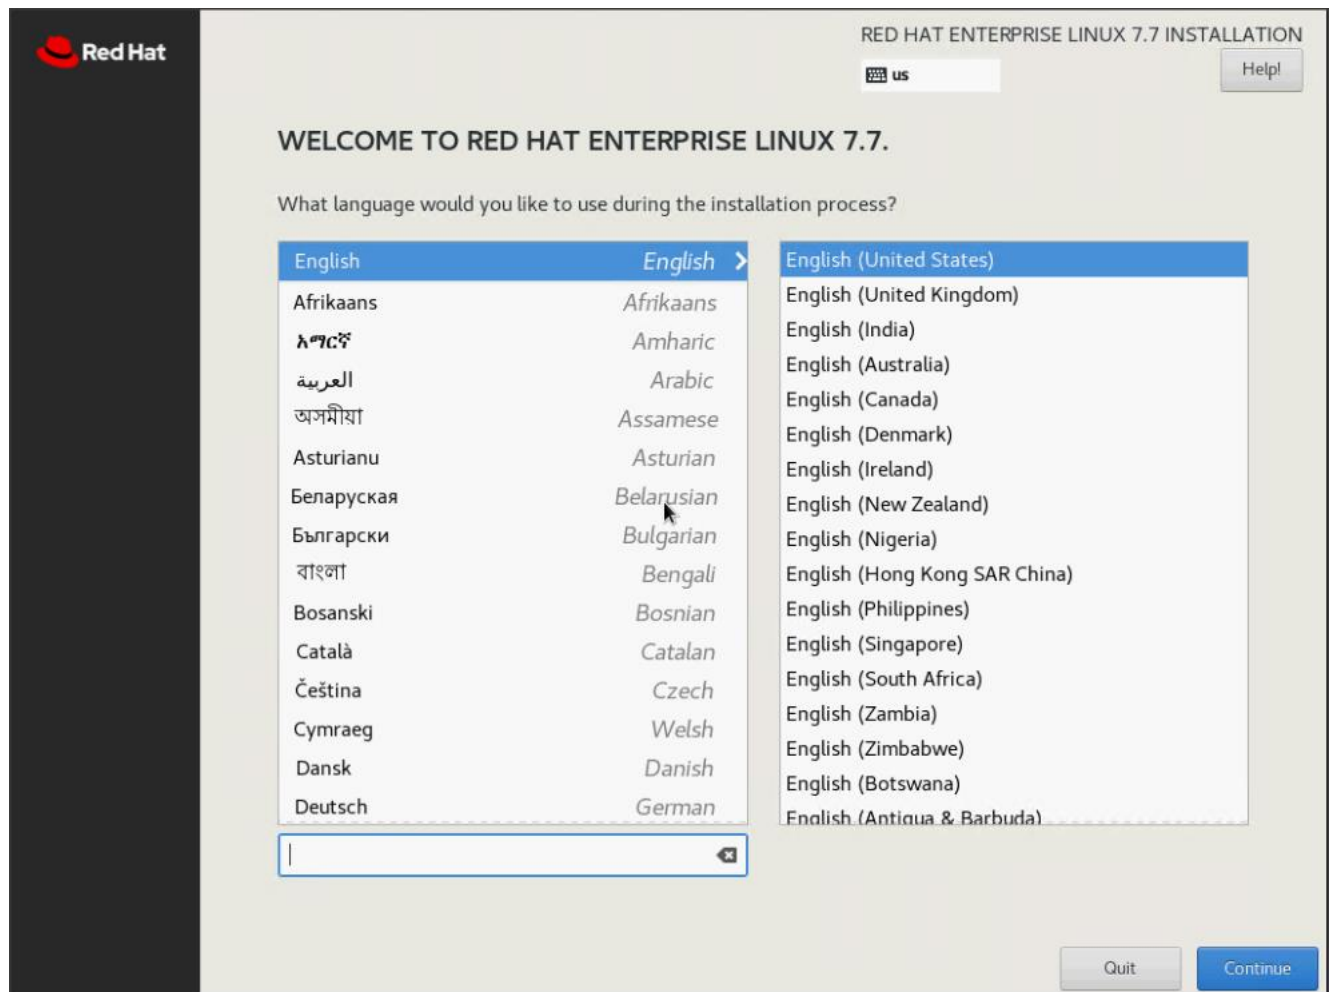 Red Hat
RED HAT ENTERPRISE LINUX 7.7 INSTALLATION
us
Help!
WELCOME TO RED HAT ENTERPRISE LINUX 7.7.
What language would you like to use during the installation process?
English English
Afrikaans Afrikaans
አማርኛ Amharic
العربية Arabic
অসমীয়া Assamese
Asturianu Asturian
Беларуская Belarusian
Български Bulgarian
বাংলা Bengali
Bosanski Bosnian
Català Catalan
Čeština Czech
Cymraeg Welsh
Dansk Danish
Deutsch German
English (United States)
English (United Kingdom)
English (India)
English (Australia)
English (Canada)
English (Denmark)
English (Ireland)
English (New Zealand)
English (Nigeria)
English (Hong Kong SAR China)
English (Philippines)
English (Singapore)
English (South Africa)
English (Zambia)
English (Zimbabwe)
English (Botswana)
English (Antigua & Barbuda)
Quit
Continue